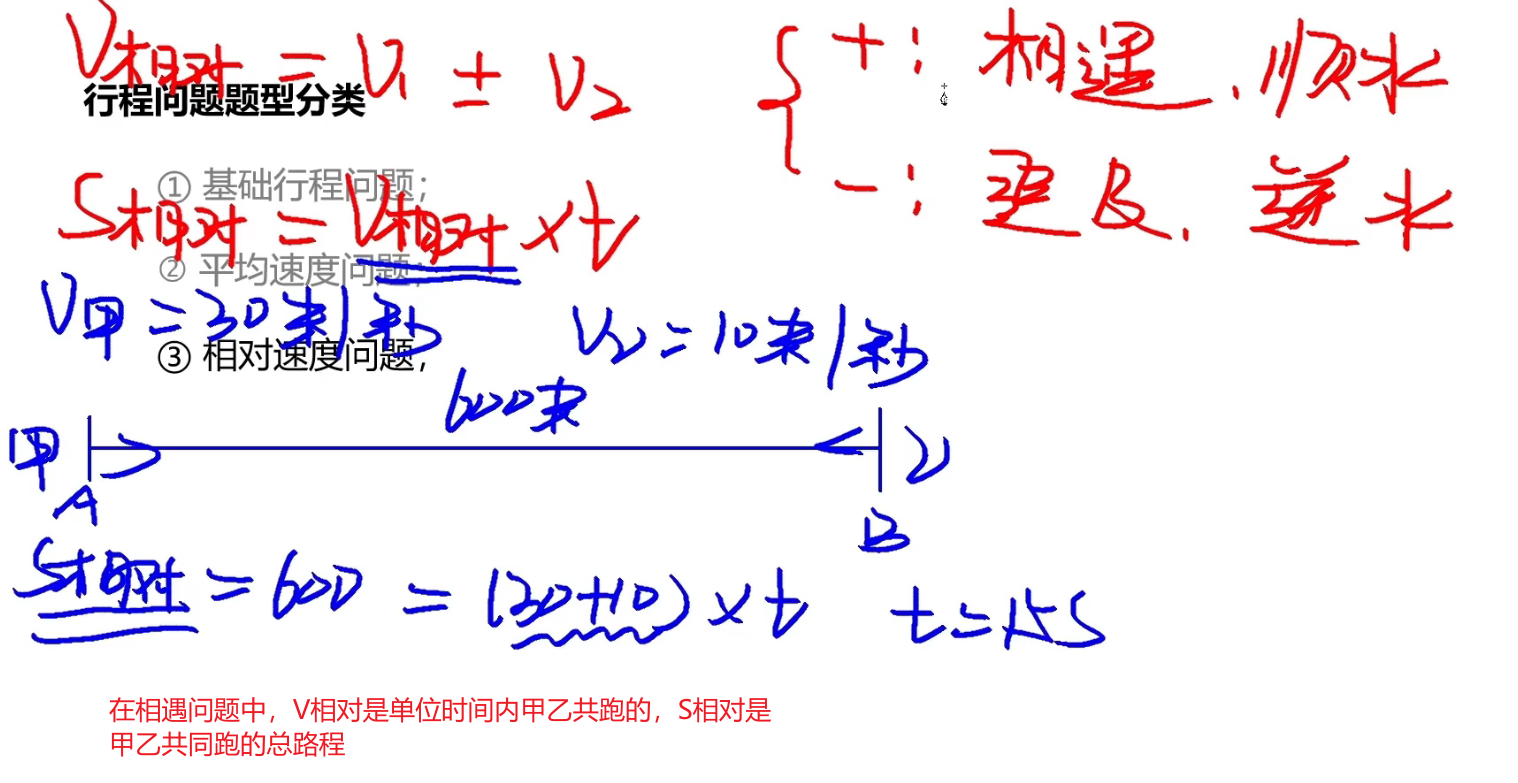 V相对 = V₁ ± V₂ { +: 相遇、顺水
行程问题题型分类
-: 追及、逆水
① 基础行程问题;
S相对 = V相对 × t
② 平均速度问题;
V甲 = 30米/秒 V乙 = 10米/秒
③ 相对速度问题;
600米
甲 乙
A B
S相对 = 600 = (30+10) × t t=15s
在相遇问题中，V相对是单位时间内甲乙共跑的，S相对是
甲乙共同跑的总路程